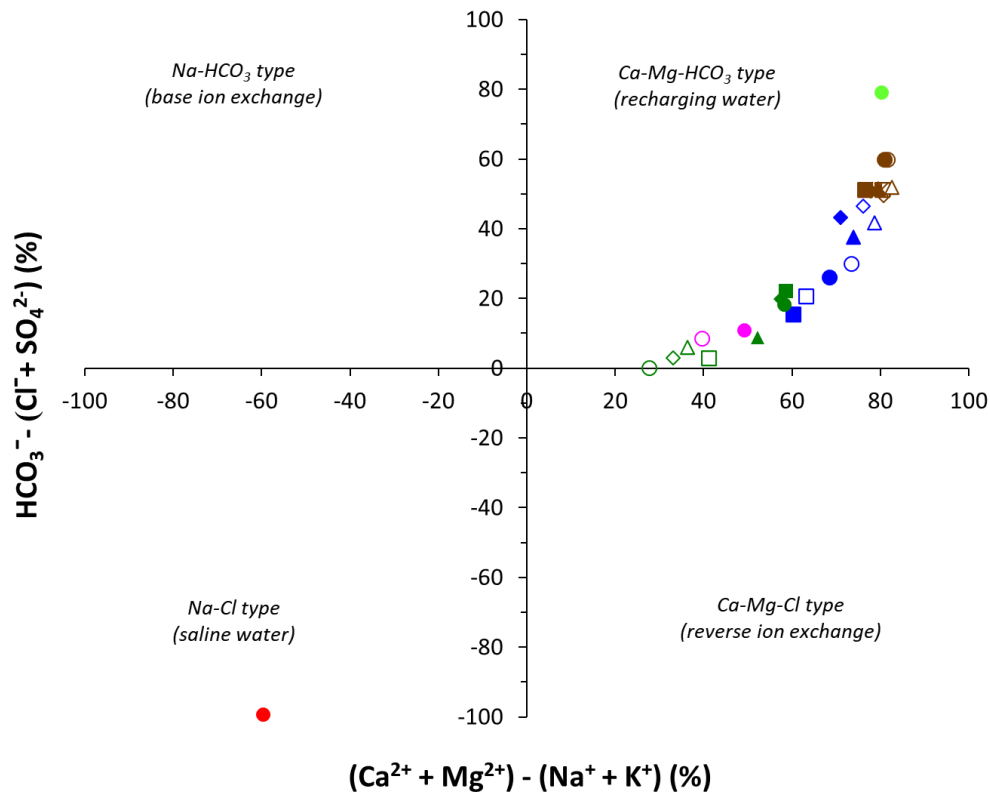 100
Na-HCO₃ type
(base ion exchange)
Ca-Mg-HCO₃ type
(recharging water)
80
60
40
20
0
-100 -80 -60 -40 -20 0 20 40 60 80 100
-20
-40
-60
Na-Cl type
(saline water)
Ca-Mg-Cl type
(reverse ion exchange)
-80
-100
HCO₃⁻ - (Cl⁻ + SO₄²⁻) (%)
(Ca²⁺ + Mg²⁺) - (Na⁺ + K⁺) (%)